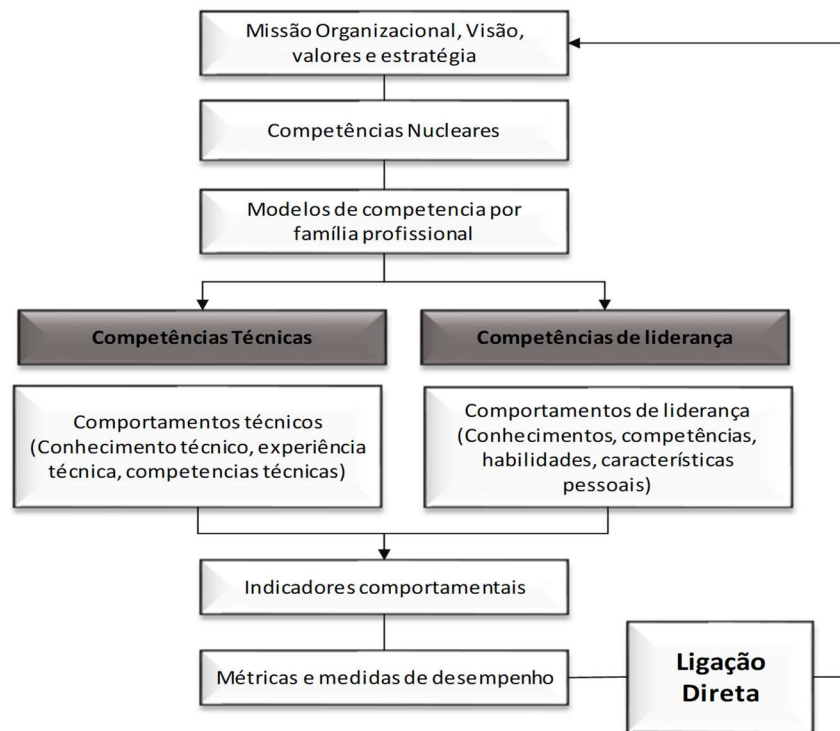 Missão Organizacional, Visão,
valores e estratégia
Competências Nucleares
Modelos de competencia por
família profissional
Competências Técnicas
Competências de liderança
Comportamentos técnicos
(Conhecimento técnico, experiência
técnica, competencias técnicas)
Comportamentos de liderança
(Conhecimentos, competências,
habilidades, características
pessoais)
Indicadores comportamentais
Métricas e medidas de desempenho
Ligação
Direta